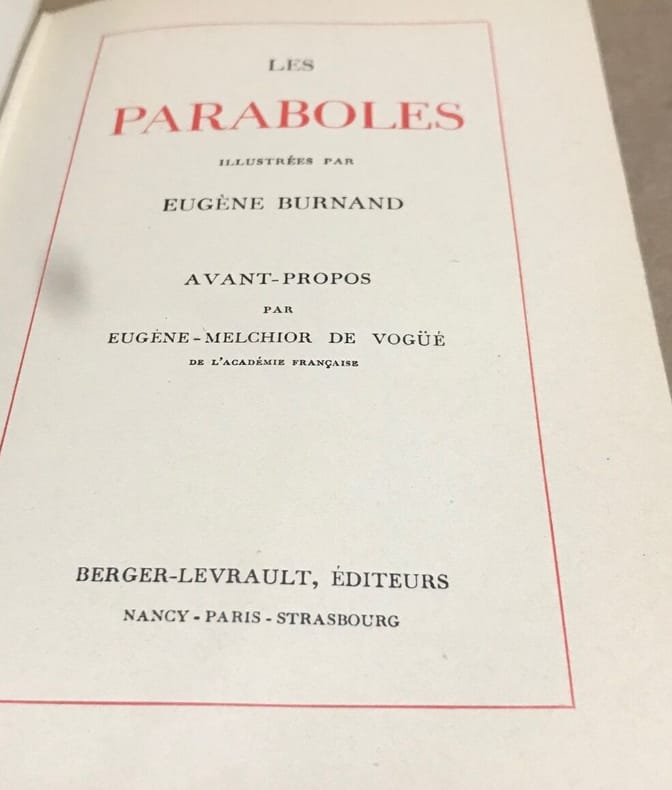 LES
PARABOLES
ILLUSTRÉES PAR
EUGÈNE BURNAND
AVANT-PROPOS
PAR
EUGÈNE-MELCHIOR DE VOGÜÉ
DE L'ACADÉMIE FRANÇAISE
BERGER-LEVRAULT, ÉDITEURS
NANCY - PARIS - STRASBOURG